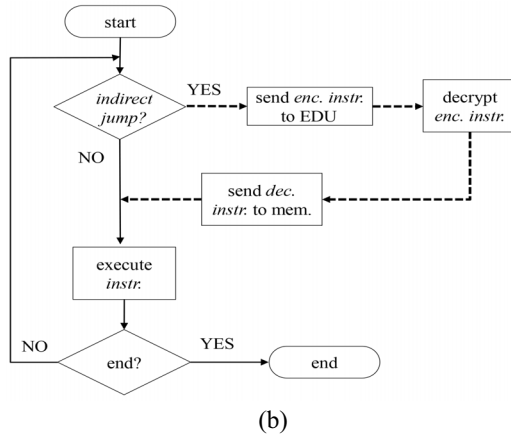 start
indirect
jump?
YES
send enc. instr.
to EDU
decrypt
enc. instr.
NO
send dec.
instr. to mem.
execute
instr.
NO
end?
YES
end
(b)